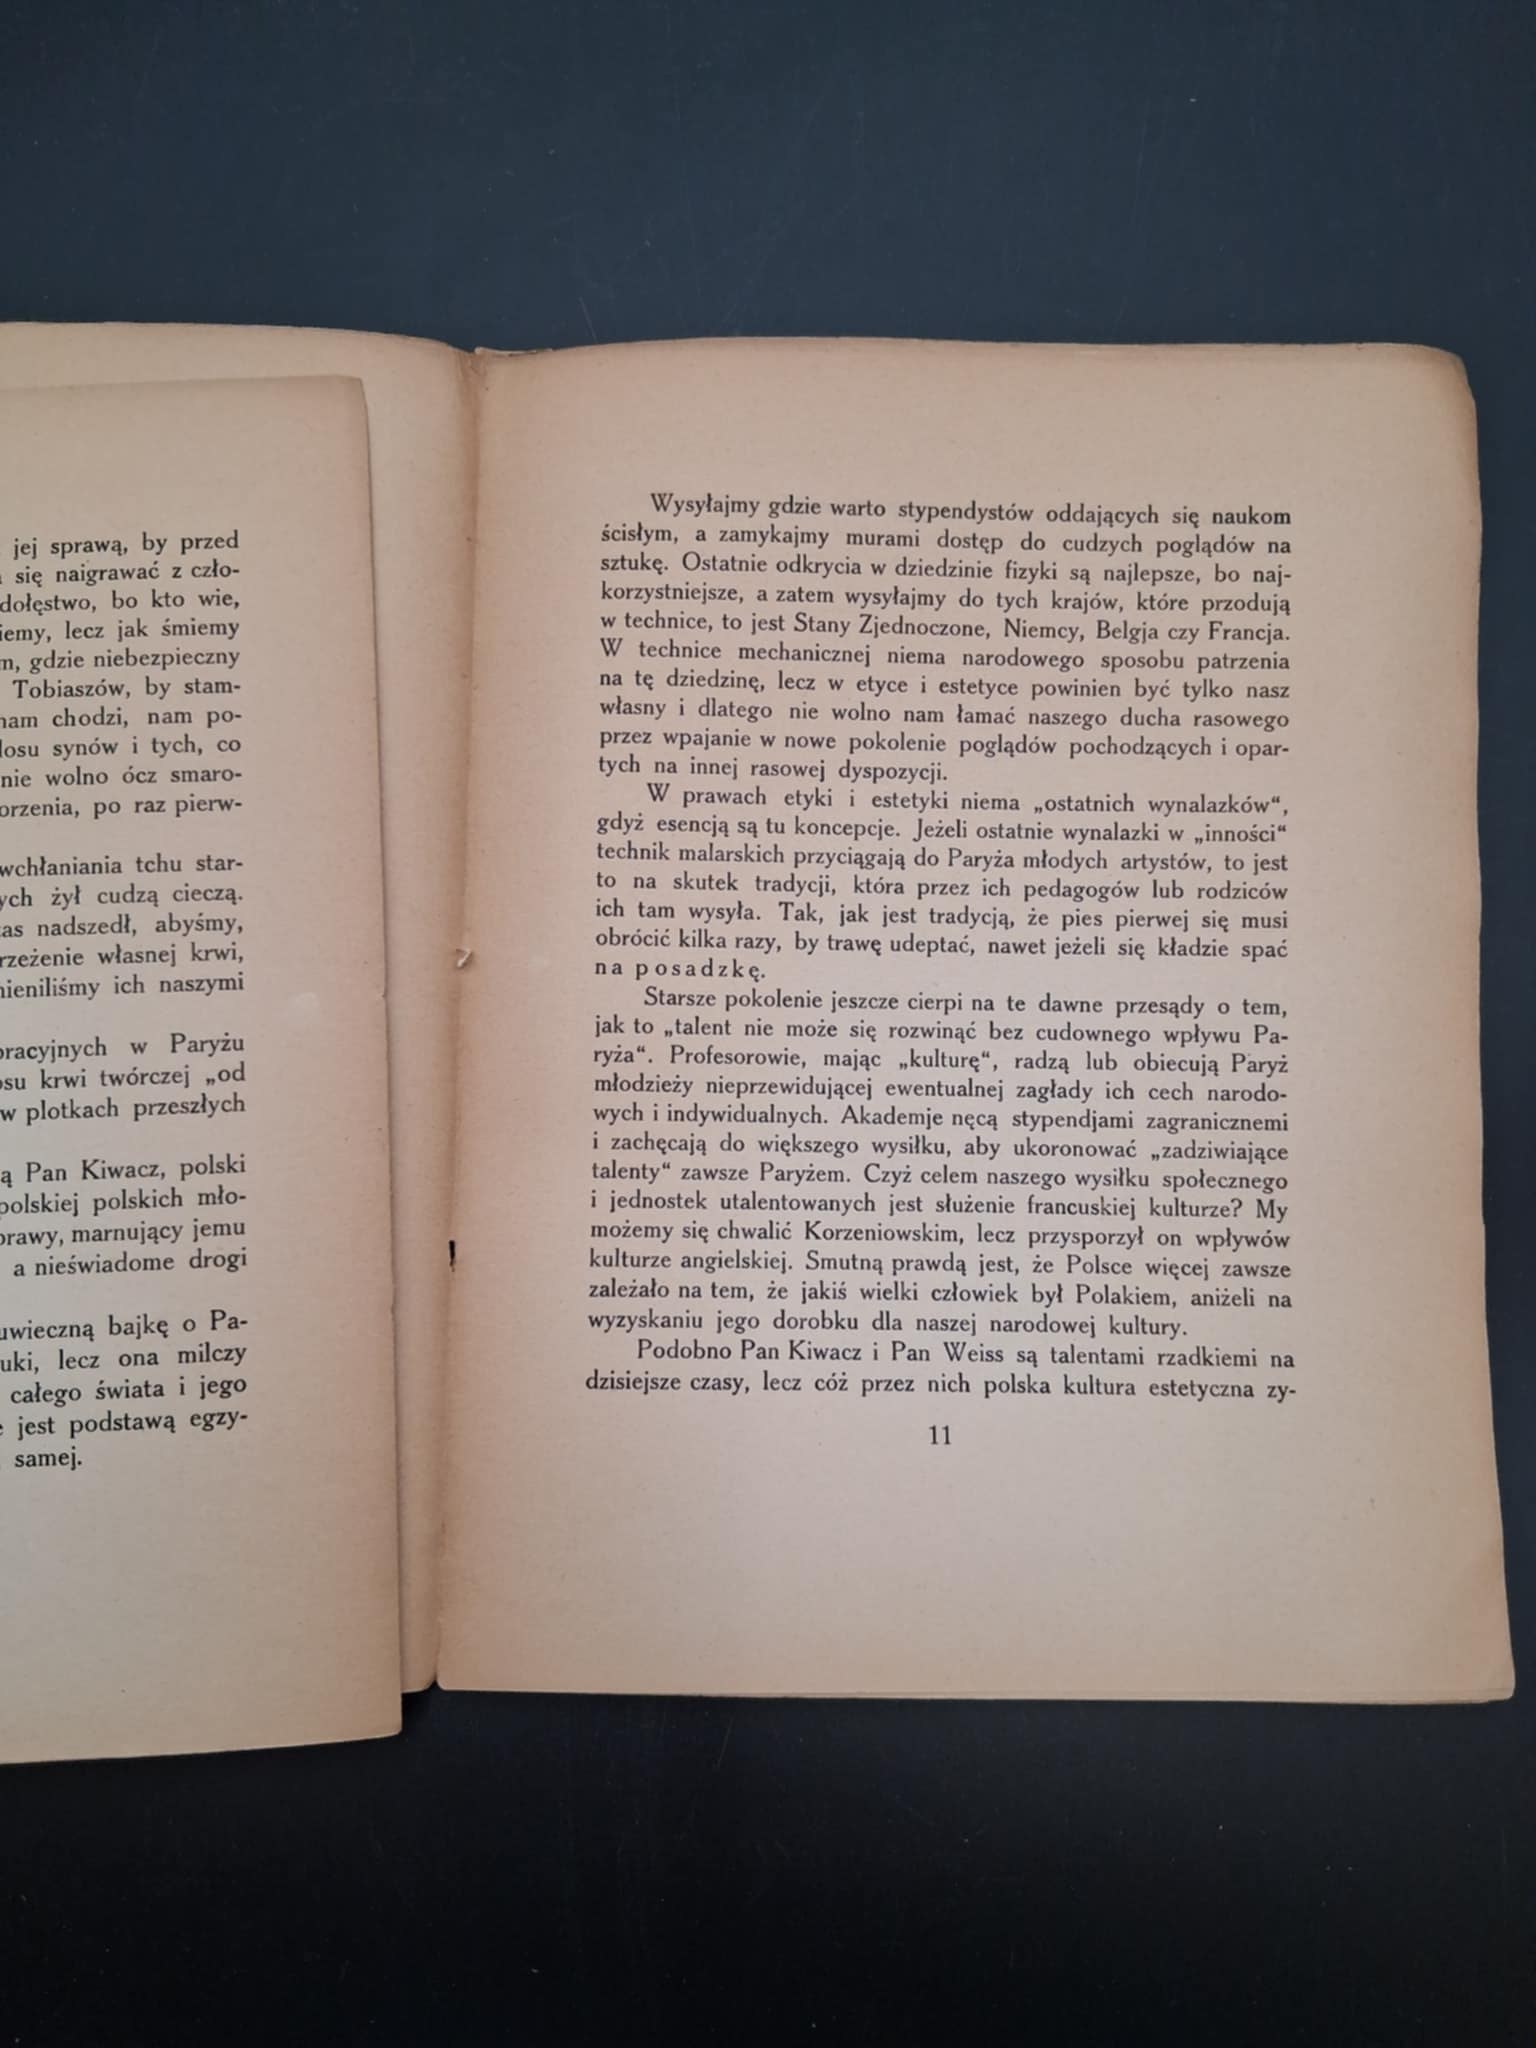 jej sprawą, by przed
się naigrawać z czło-
dołęstwo, bo kto wie,
iemy, lecz jak śmiemy
m, gdzie niebezpieczny
Tobiaszów, by stam-
nam chodzi, nam po-
losu synów i tych, co
nie wolno ócz smaro-
orzenia, po raz pierw-
wchłaniania tchu star-
ych żył cudzą cieczą.
as nadszedł, abyśmy,
rzeżenie własnej krwi,
nieniliśmy ich naszymi
oracyjnych w Paryżu
osu krwi twórczej „od
w plotkach przeszłych
ą Pan Kiwacz, polski
polskiej polskich mło-
prawy, marnujący jemu
a nieświadome drogi
uwieczną bajkę o Pa-
uki, lecz ona milczy
całego świata i jego
jest podstawą egzy-
samej.
Wysyłajmy gdzie warto stypendystów oddających się naukom
ścisłym, a zamykajmy murami dostęp do cudzych poglądów na
sztukę. Ostatnie odkrycia w dziedzinie fizyki są najlepsze, bo naj-
korzystniejsze, a zatem wysyłajmy do tych krajów, które przodują
w technice, to jest Stany Zjednoczone, Niemcy, Belgja czy Francja.
W technice mechanicznej niema narodowego sposobu patrzenia
na tę dziedzinę, lecz w etyce i estetyce powinien być tylko nasz
własny i dlatego nie wolno nam łamać naszego ducha rasowego
przez wpajanie w nowe pokolenie poglądów pochodzących i opar-
tych na innej rasowej dyspozycji.
W prawach etyki i estetyki niema „ostatnich wynalazków“,
gdyż esencją są tu koncepcje. Jeżeli ostatnie wynalazki w „inności“
technik malarskich przyciągają do Paryża młodych artystów, to jest
to na skutek tradycji, która przez ich pedagogów lub rodziców
ich tam wysyła. Tak, jak jest tradycją, że pies pierwej się musi
obrócić kilka razy, by trawę udeptać, nawet jeżeli się kładzie spać
na posadzkę.
Starsze pokolenie jeszcze cierpi na te dawne przesądy o tem,
jak to „talent nie może się rozwinąć bez cudownego wpływu Pa-
ryża“. Profesorowie, mając „kulturę“, radzą lub obiecują Paryż
młodzieży nieprzewidującej ewentualnej zagłady ich cech narodo-
wych i indywidualnych. Akademje nęcą stypendjami zagranicznemi
i zachęcają do większego wysiłku, aby ukoronować „zadziwiające
talenty“ zawsze Paryżem. Czyż celem naszego wysiłku społecznego
i jednostek utalentowanych jest służenie francuskiej kulturze? My
możemy się chwalić Korzeniowskim, lecz przysporzył on wpływów
kulturze angielskiej. Smutną prawdą jest, że Polsce więcej zawsze
zależało na tem, że jakiś wielki człowiek był Polakiem, aniżeli na
wyzyskaniu jego dorobku dla naszej narodowej kultury.
Podobno Pan Kiwacz i Pan Weiss są talentami rzadkiemi na
dzisiejsze czasy, lecz cóż przez nich polska kultura estetyczna zy-
11